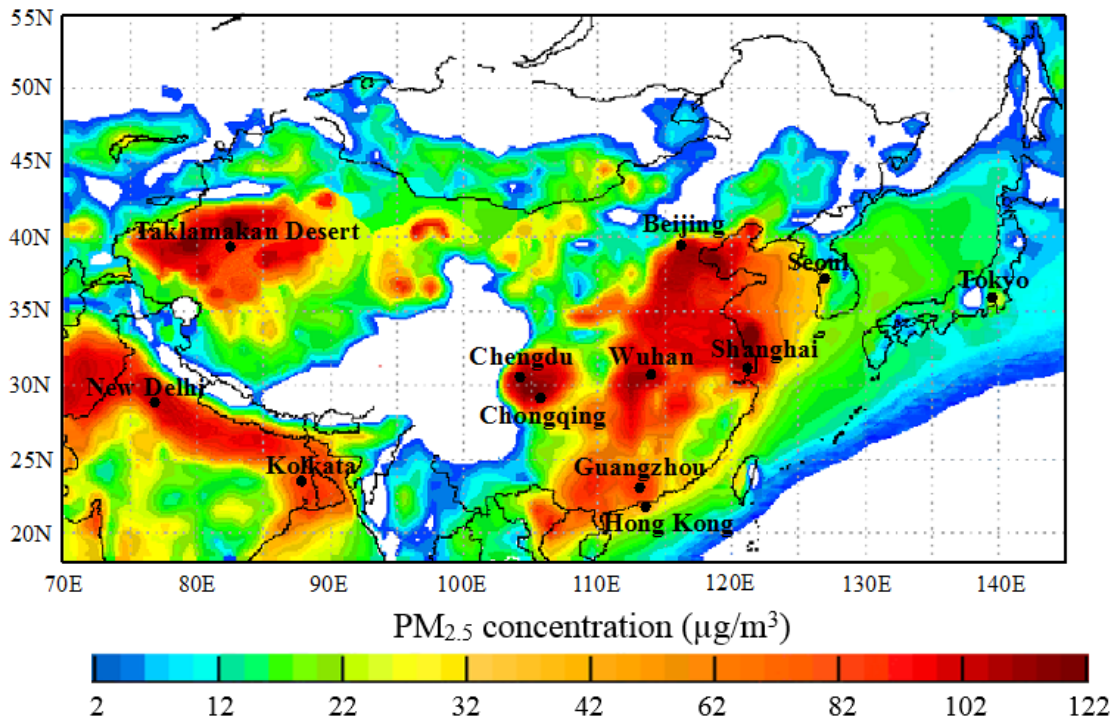 55N
50N
45N
40N
35N
30N
25N
20N
Beijing
Taklamakan Desert
Seoul
Tokyo
Chengdu
Wuhan
Shanghai
New Delhi
Chongqing
Kolkata
Guangzhou
Hong Kong
70E 80E 90E 100E 110E 120E 130E 140E
PM2.5 concentration (µg/m³)
2 12 22 32 42 62 82 102 122